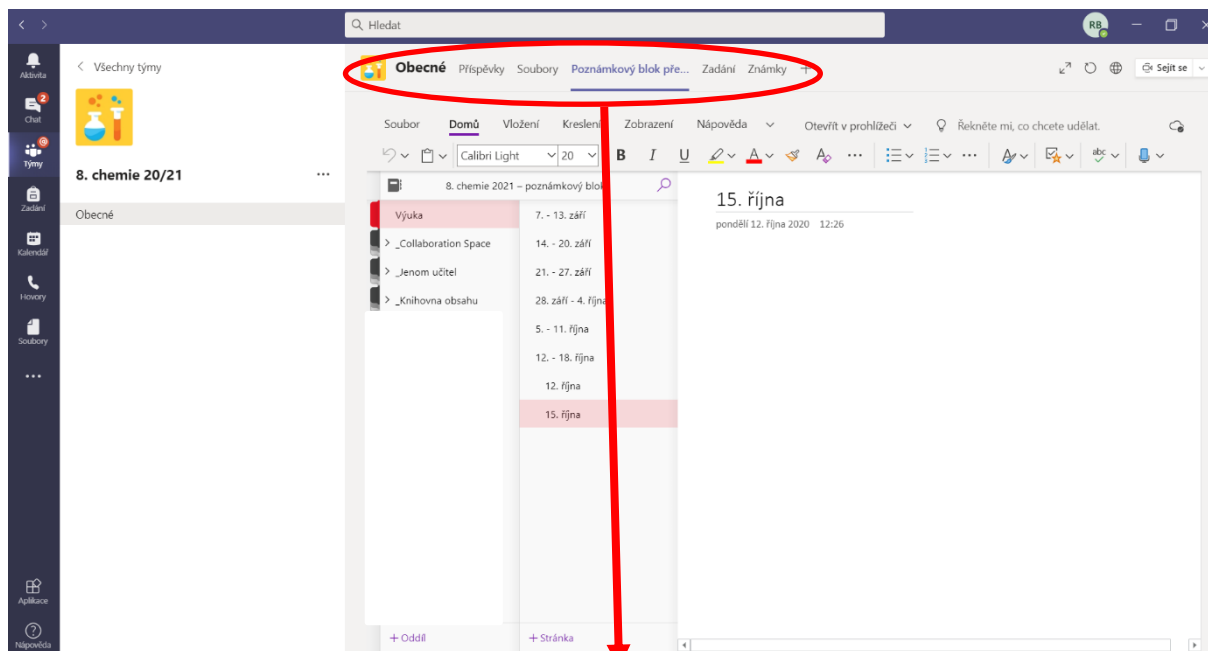 Hledat
RB
Aktivita
2
Chat
Týmy
Zadání
Kalendář
Hovory
Soubory
Aplikace
Nápověda
Všechny týmy
8. chemie 20/21
Obecné
Obecné Příspěvky Soubory Poznámkový blok pře... Zadání Známky +
Sejít se
Soubor Domů Vložení Kreslení Zobrazení Nápověda Otevřít v prohlížeči Řekněte mi, co chcete udělat.
Calibri Light 20 B I U A A ... abc
8. chemie 2021 – poznámkový blok
Výuka
_Collaboration Space
_Jenom učitel
_Knihovna obsahu
+ Oddíl
7. - 13. září
14. - 20. září
21. - 27. září
28. září - 4. října
5. - 11. října
12. - 18. října
12. října
15. října
+ Stránka
15. října
pondělí 12. října 2020 12:26